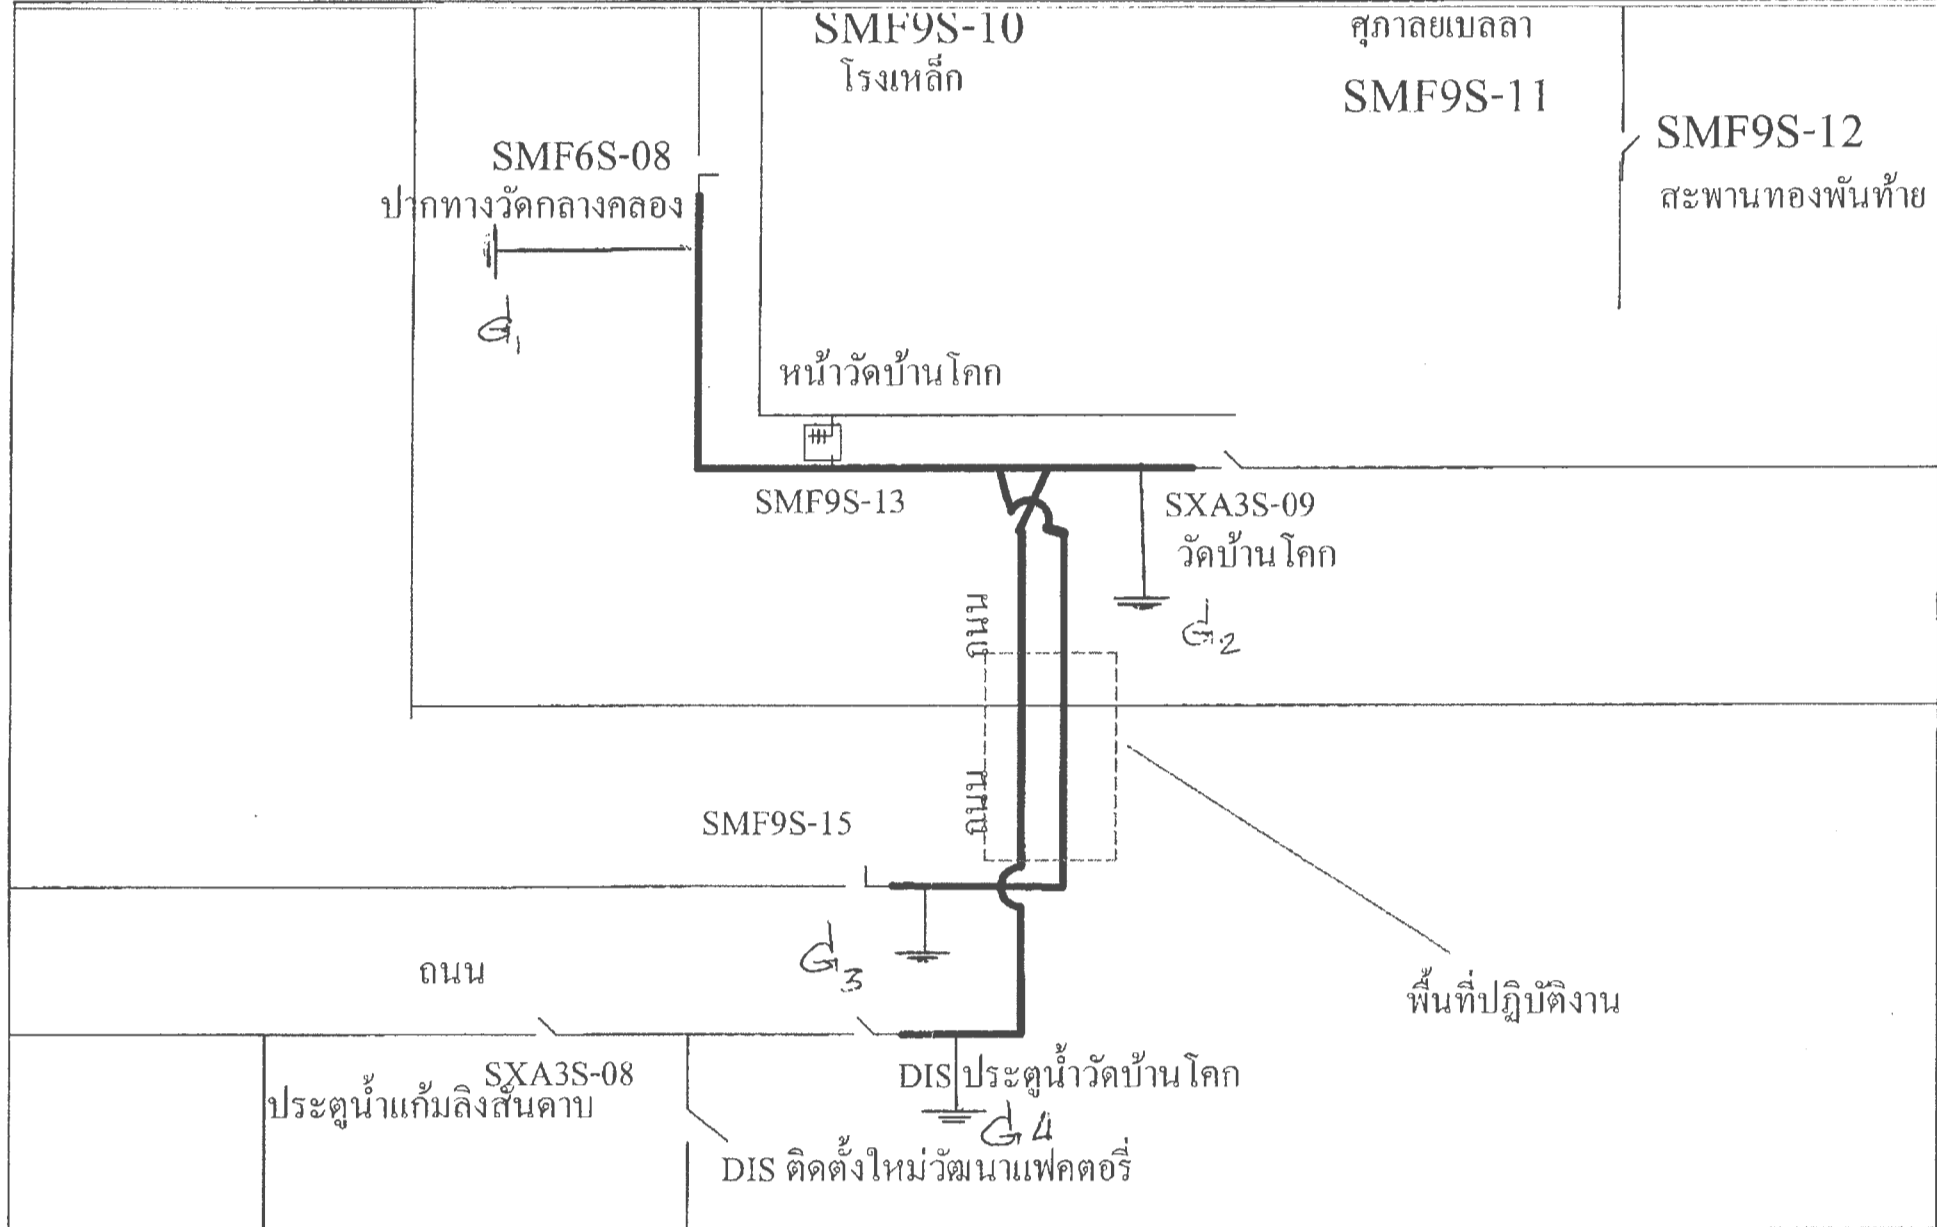 SMF9S-10
โรงเหล็ก
ศุภาลยเบลลา
SMF9S-11
SMF9S-12
สะพานทองพันท้าย
SMF6S-08
ปากทางวัดกลางคลอง
G1
หน้าวัดบ้านโคก
SMF9S-13
SXA3S-09
วัดบ้านโคก
G2
ถนน
ถนน
SMF9S-15
G3
ถนน
พื้นที่ปฏิบัติงาน
SXA3S-08
ประตูน้ำแก้มลิงสันดาบ
DIS ประตูน้ำวัดบ้านโคก
G4
DIS ติดตั้งใหม่วัฒนาแฟคตอรี่